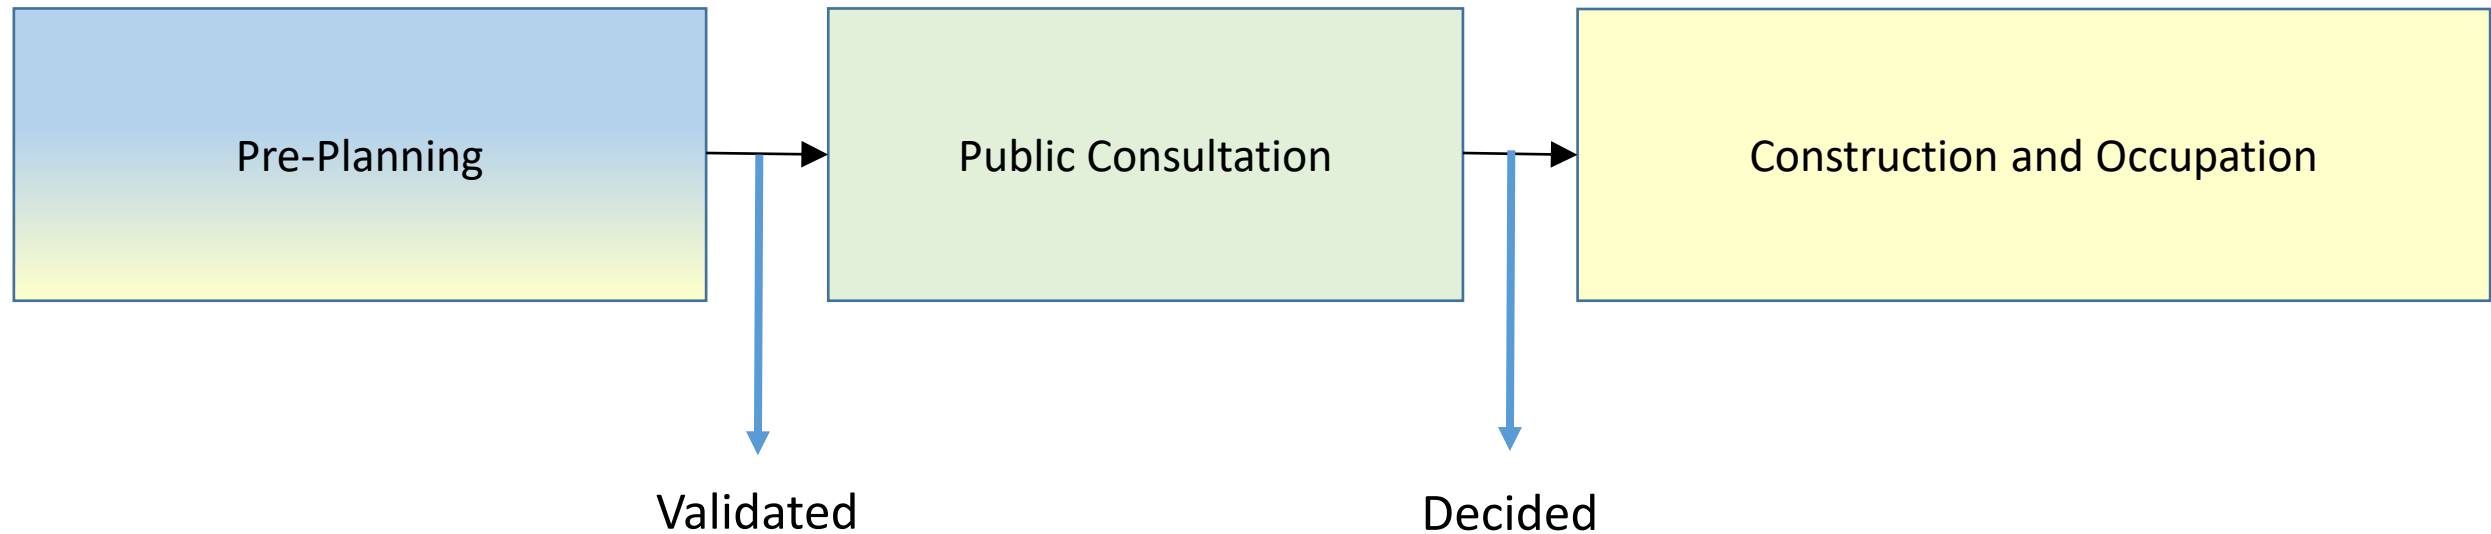 Pre-Planning
Public Consultation
Construction and Occupation
Validated
Decided